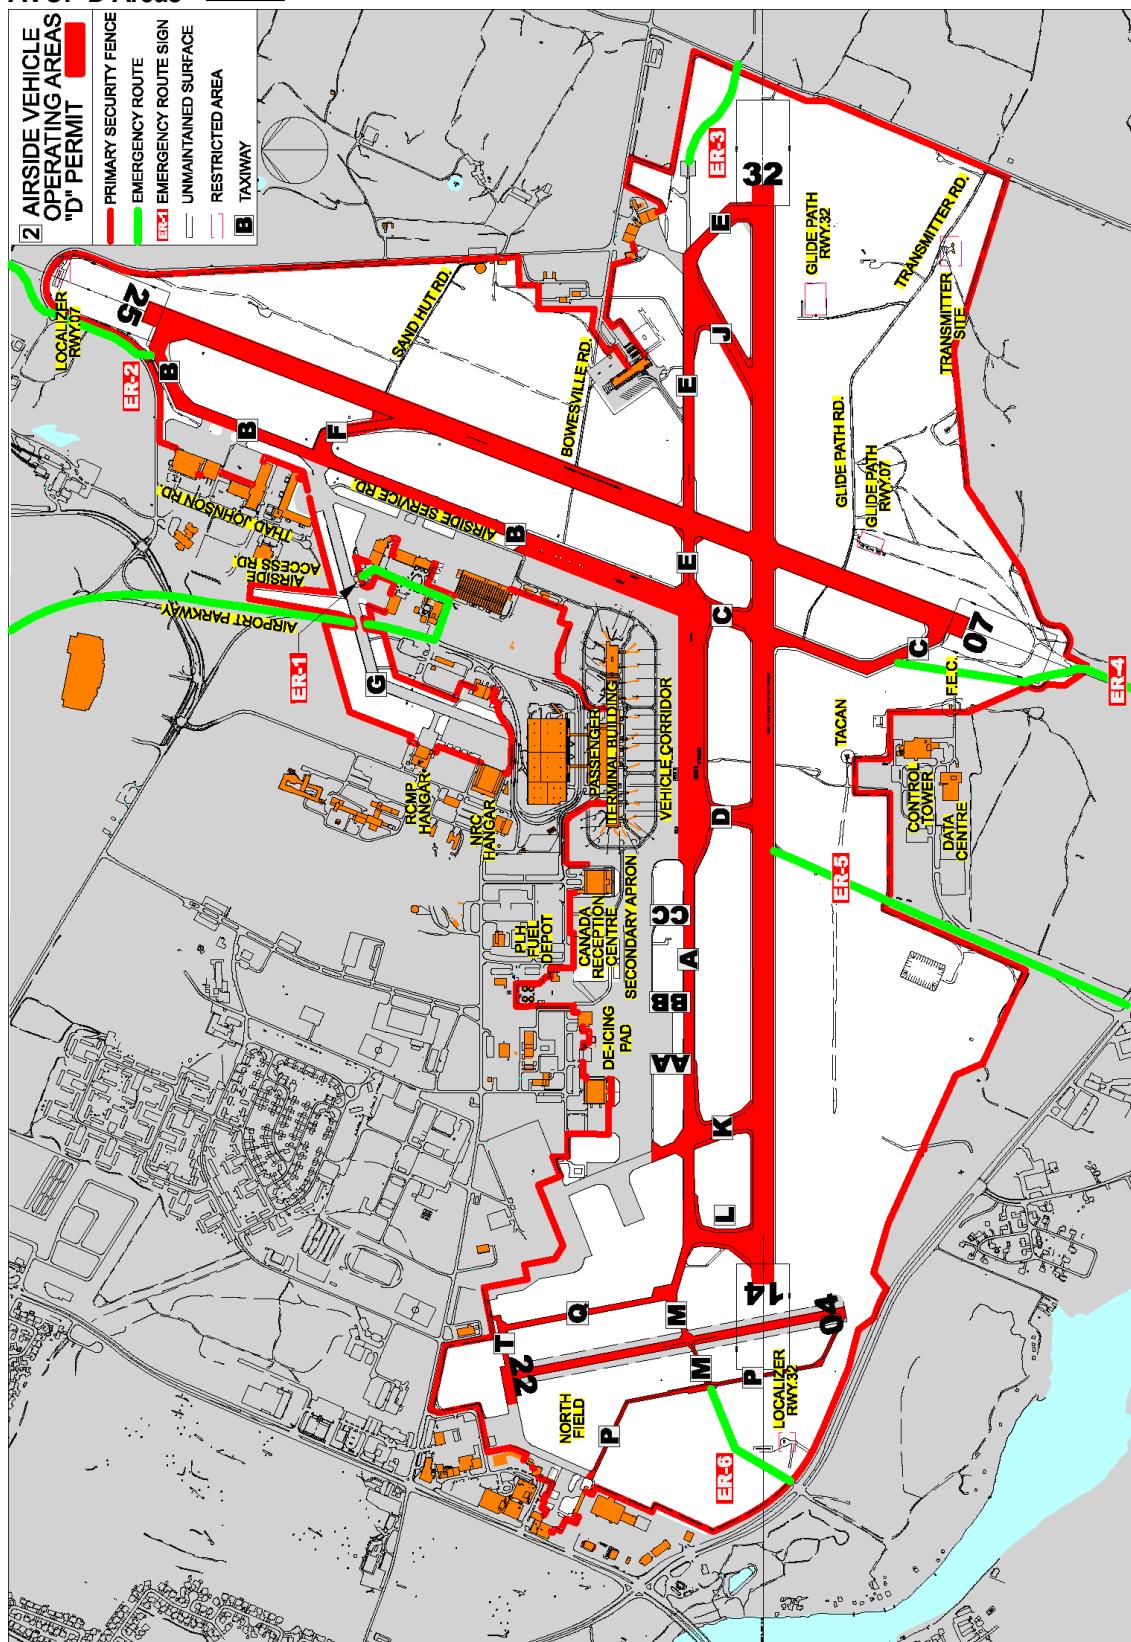 AVOP D Areas
2 AIRSIDE VEHICLE
OPERATING AREAS
"D" PERMIT
PRIMARY SECURITY FENCE
EMERGENCY ROUTE
ER-1 EMERGENCY ROUTE SIGN
UNMAINTAINED SURFACE
RESTRICTED AREA
B TAXIWAY
LOCALIZER
RWY.07
25
ER-2
B
B
F
SAND HUT RD.
BOWESVILLE RD.
THAD JOHNSON RD.
AIRSIDE
ACCESS RD.
AIRSIDE SERVICE RD.
AIRPORT PARKWAY
ER-1
G
B
E
E
E
J
C
C
ER-3
32
GLIDE PATH
RWY.32
TRANSMITTER RD.
TRANSMITTER
SITE
GLIDE PATH RD.
GLIDE PATH
RWY.07
07
F.E.C.
ER-4
RCMP
HANGAR
NRC
HANGAR
PASSENGER
TERMINAL BUILDING
VEHICLE CORRIDOR
TACAN
CONTROL
TOWER
DATA
CENTRE
D
ER-5
PLH
FUEL
DEPOT
CANADA
RECEPTION
CENTRE
SECONDARY APRON
CC
BB
AA
A
DE-ICING
PAD
K
L
14
04
Q
M
M
T
22
P
P
NORTH
FIELD
LOCALIZER
RWY.32
ER-6